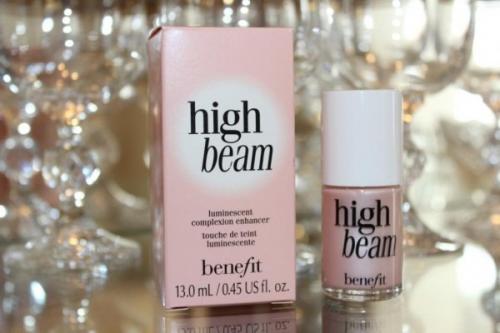 high
beam
luminescent
complexion enhancer
touche de teint
luminescente
benefit
13.0 mL / 0.45 US fl. oz.
high
beam
benefit